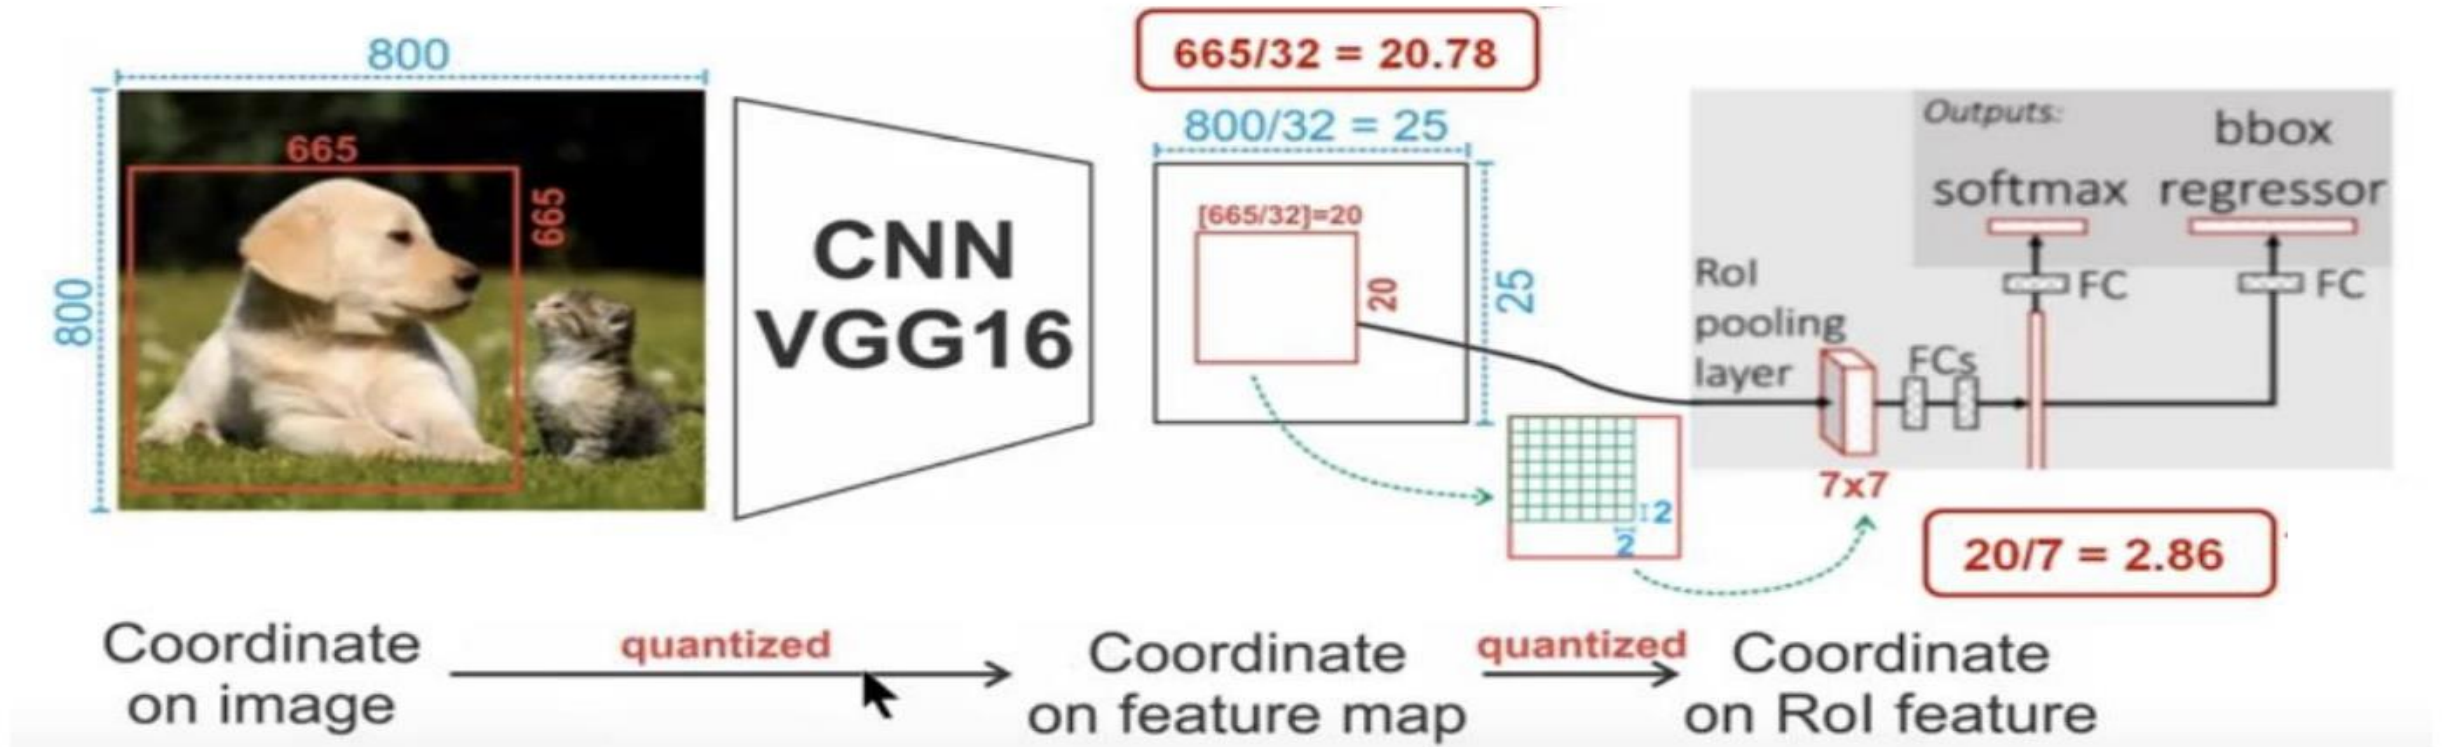 800
800
665
665
CNN
VGG16
665/32 = 20.78
800/32 = 25
[665/32]=20
20
25
2
2
RoI
pooling
layer
Outputs:
softmax
bbox
regressor
FC
FC
FCs
7x7
20/7 = 2.86
Coordinate
on image
quantized
Coordinate
on feature map
quantized
Coordinate
on RoI feature